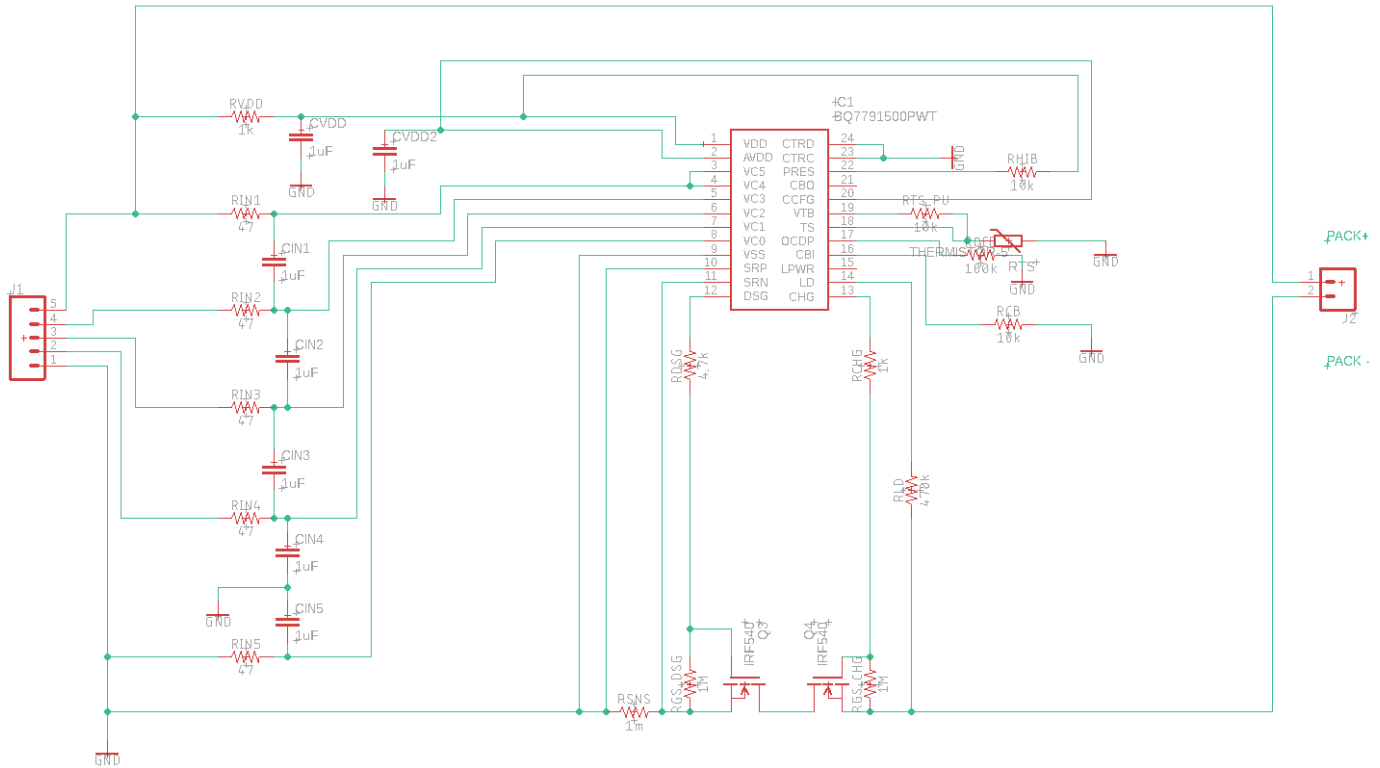 RVDD
1k
CVDD
1uF
GND
CVDD2
1uF
GND
IC1
BQ7791500PWT
1 VDD CTRD 24
2 AVDD CTRC 23
3 VC5 PRES 22
4 VC4 CBO 21
5 VC3 CCFG 20
6 VC2 VTB 19
7 VC1 TS 18
8 VC0 OCDP 17
9 VSS CBI 16
10 SRP LPWR 15
11 SRN LD 14
12 DSG CHG 13
GND
RHIB
10k
RTS_PU
10k
100k
RTS
GND
GND
RCB
10k
GND
PACK+
1
+
2
J2
PACK -
RIN1
47
CIN1
1uF
RIN2
47
J1
5
4
3
2
1
CIN2
1uF
RIN3
47
CIN3
1uF
RIN4
47
CIN4
1uF
GND
CIN5
1uF
RIN5
47
RDSG
4.7k
RCHG
1k
RLD
470k
IRF540
Q3
Q4
IRF540
RGS_DSG
1M
RGS_CHG
1M
RSNS
1m
GND